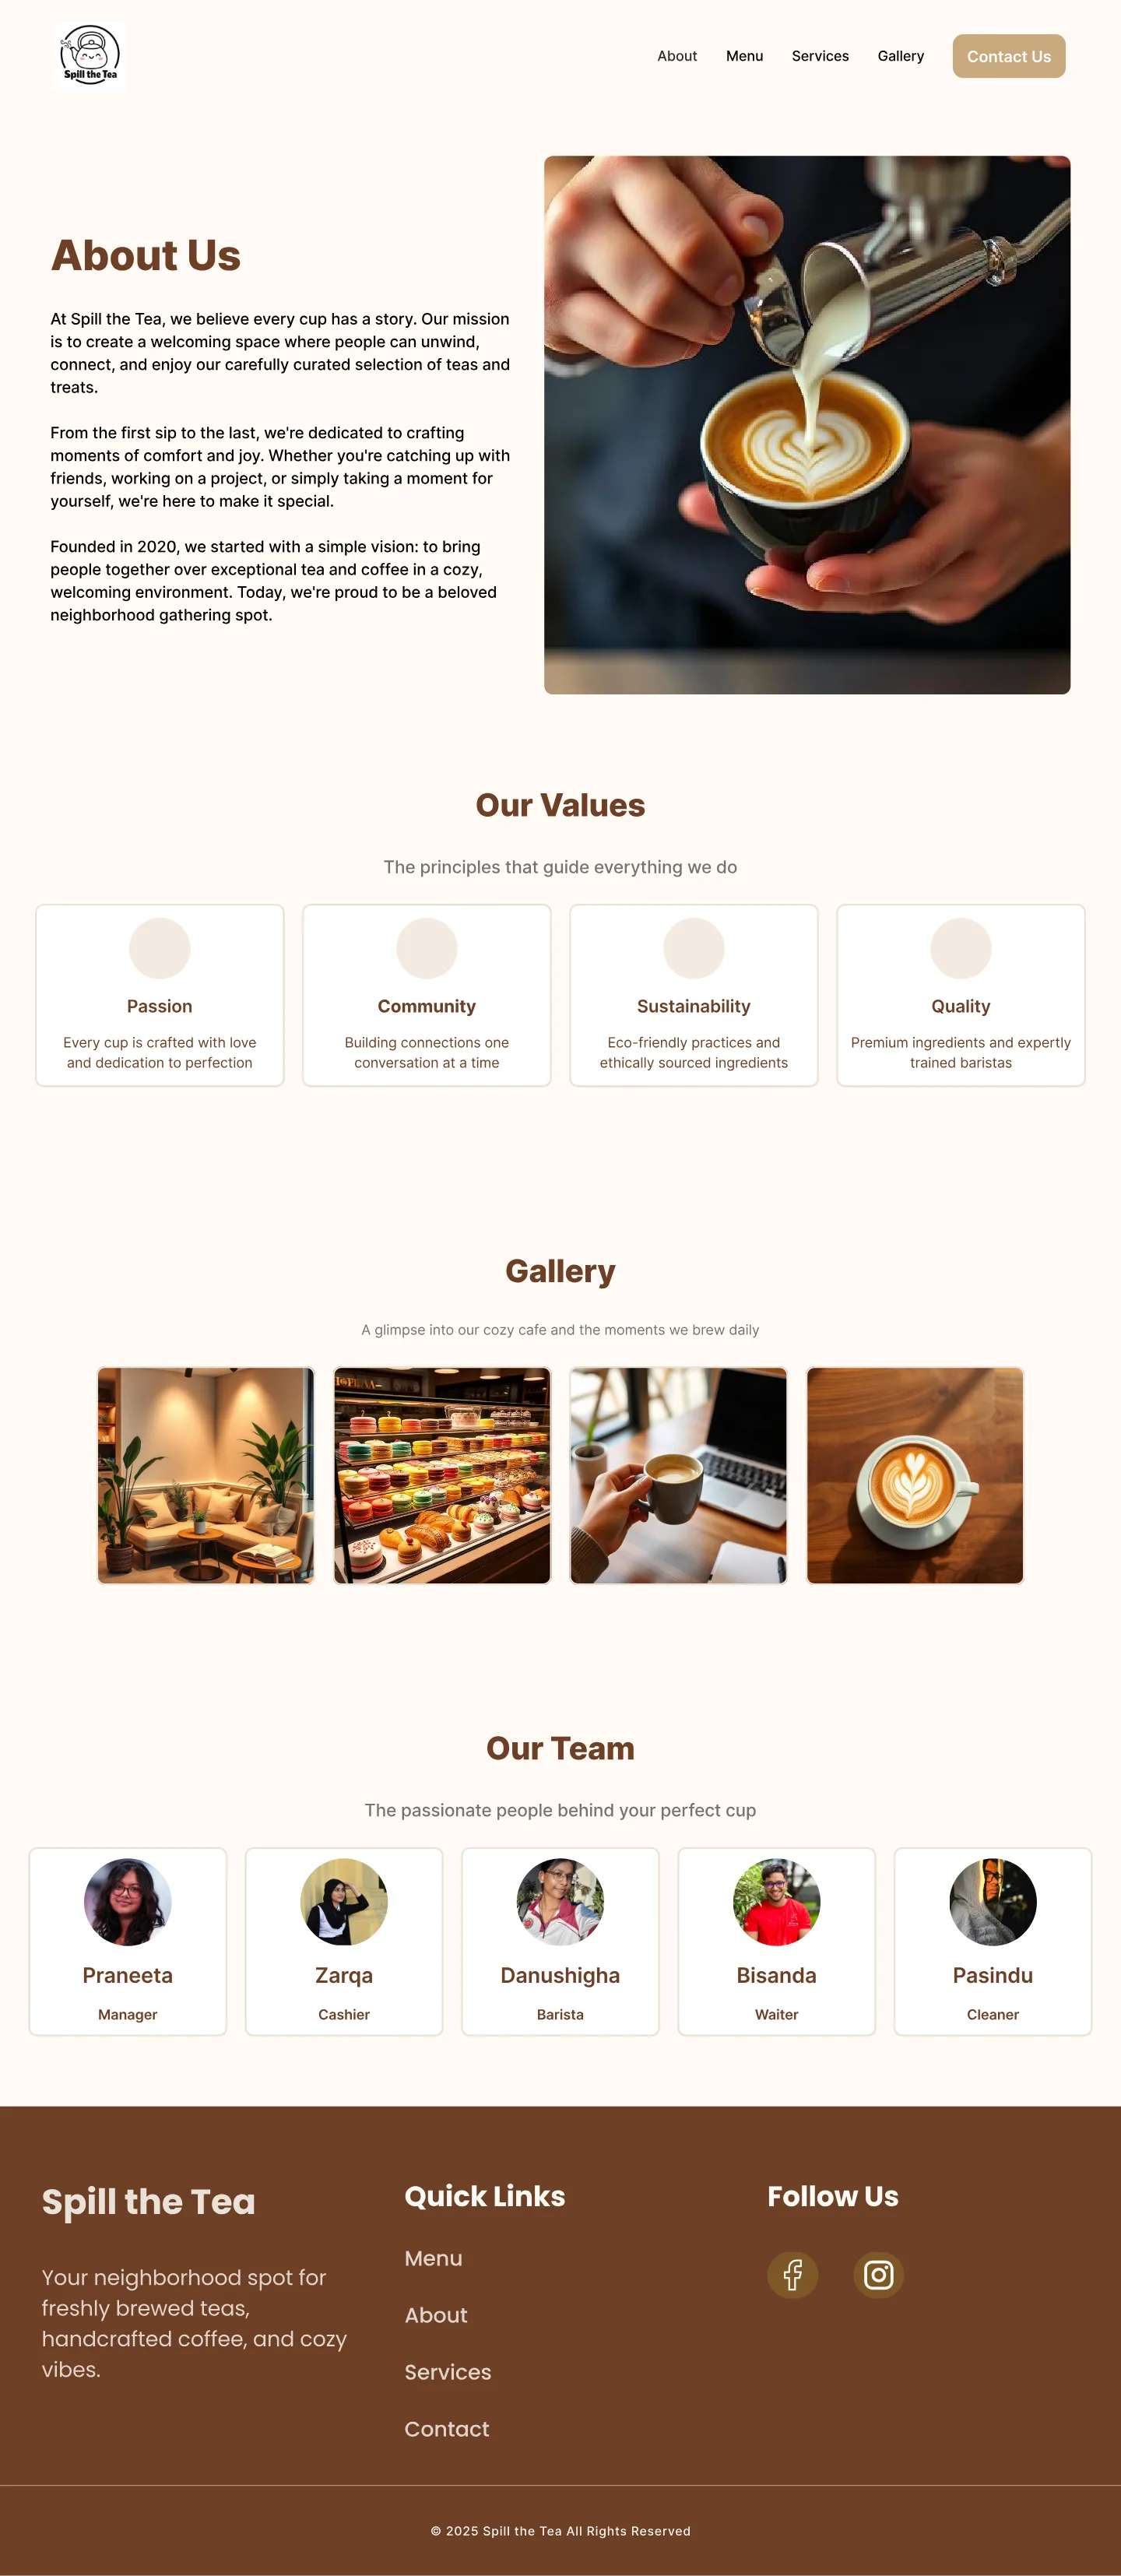 Spill the Tea
About
Menu
Services
Gallery
Contact Us
About Us
At Spill the Tea, we believe every cup has a story. Our mission
is to create a welcoming space where people can unwind,
connect, and enjoy our carefully curated selection of teas and
treats.
From the first sip to the last, we're dedicated to crafting
moments of comfort and joy. Whether you're catching up with
friends, working on a project, or simply taking a moment for
yourself, we're here to make it special.
Founded in 2020, we started with a simple vision: to bring
people together over exceptional tea and coffee in a cozy,
welcoming environment. Today, we're proud to be a beloved
neighborhood gathering spot.
Our Values
The principles that guide everything we do
Passion
Every cup is crafted with love
and dedication to perfection
Community
Building connections one
conversation at a time
Sustainability
Eco-friendly practices and
ethically sourced ingredients
Quality
Premium ingredients and expertly
trained baristas
Gallery
A glimpse into our cozy cafe and the moments we brew daily
Our Team
The passionate people behind your perfect cup
Praneeta
Manager
Zarqa
Cashier
Danushigha
Barista
Bisanda
Waiter
Pasindu
Cleaner
Spill the Tea
Your neighborhood spot for
freshly brewed teas,
handcrafted coffee, and cozy
vibes.
Quick Links
Menu
About
Services
Contact
Follow Us
© 2025 Spill the Tea All Rights Reserved